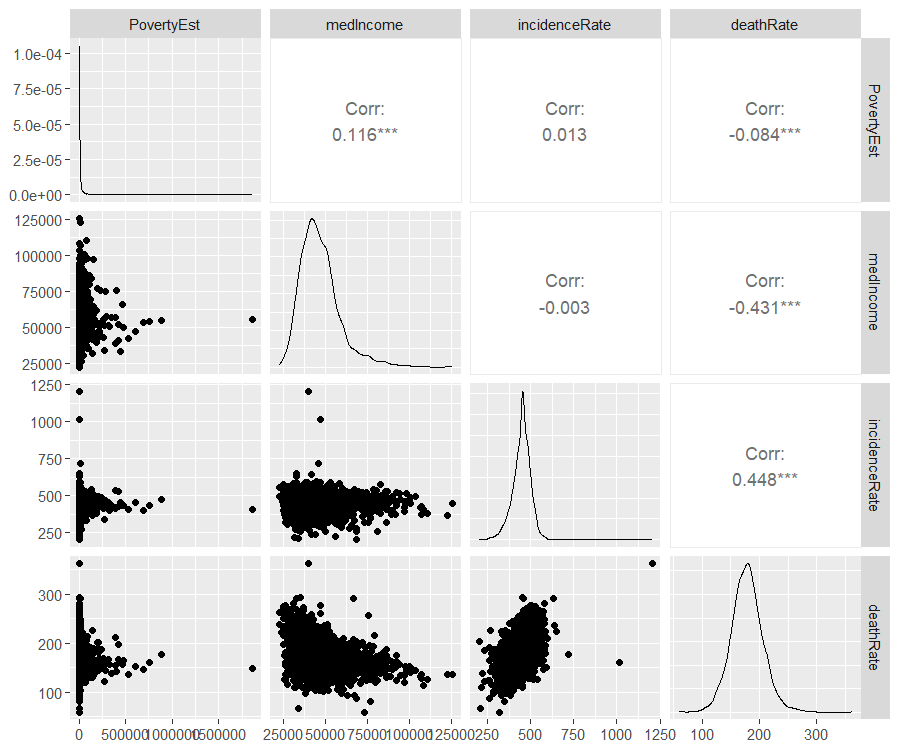 PovertyEst medIncome incidenceRate deathRate
1.0e-04
7.5e-05
5.0e-05
2.5e-05
0.0e+00
Corr:
0.116***
Corr:
0.013
Corr:
-0.084***
PovertyEst
125000
100000
75000
50000
25000
Corr:
-0.003
Corr:
-0.431***
medIncome
1250
1000
750
500
250
Corr:
0.448***
incidenceRate
300
200
100
deathRate
0 500000 1000000 1500000 25000 50000 75000 100000 125000 250 500 750 1000 1250 100 200 300